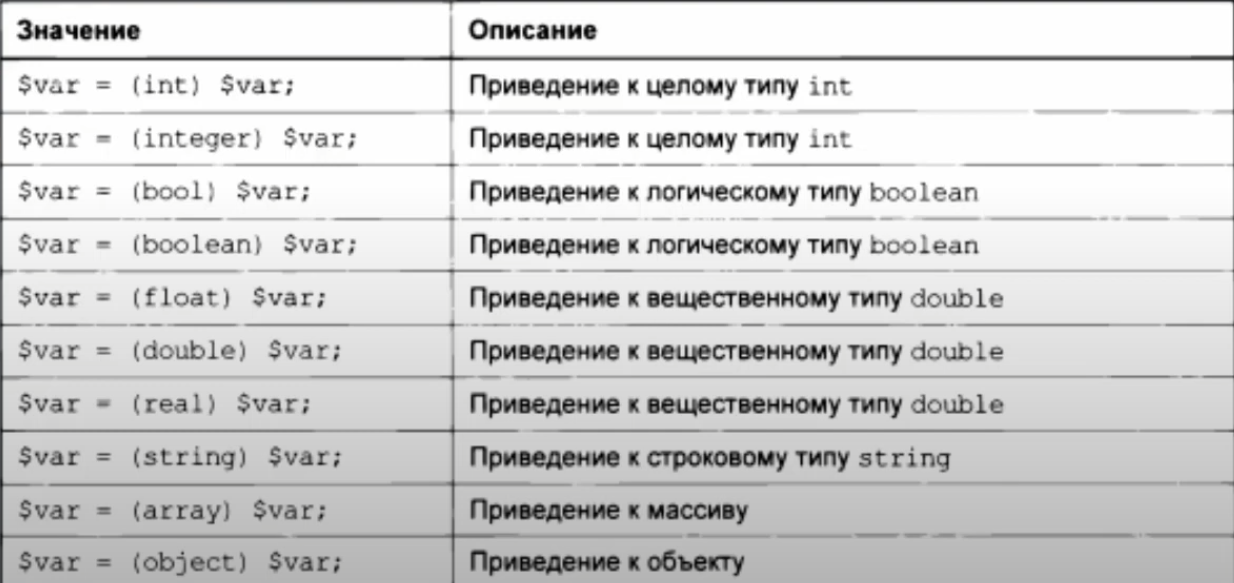 Значение Описание
$var = (int) $var; Приведение к целому типу int
$var = (integer) $var; Приведение к целому типу int
$var = (bool) $var; Приведение к логическому типу boolean
$var = (boolean) $var; Приведение к логическому типу boolean
$var = (float) $var; Приведение к вещественному типу double
$var = (double) $var; Приведение к вещественному типу double
$var = (real) $var; Приведение к вещественному типу double
$var = (string) $var; Приведение к строковому типу string
$var = (array) $var; Приведение к массиву
$var = (object) $var; Приведение к объекту